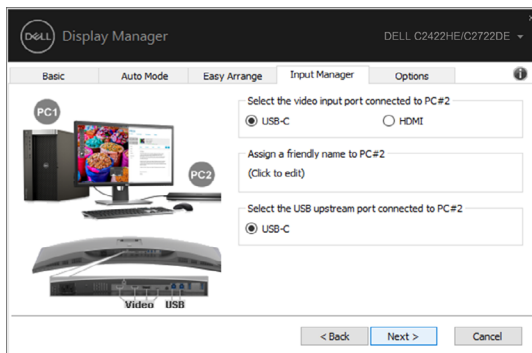 DELL Display Manager
DELL C2422HE/C2722DE
Basic
Auto Mode
Easy Arrange
Input Manager
Options
PC1
PC2
Video USB
Select the video input port connected to PC#2
USB-C
HDMI
Assign a friendly name to PC#2
(Click to edit)
Select the USB upstream port connected to PC#2
USB-C
< Back
Next >
Cancel